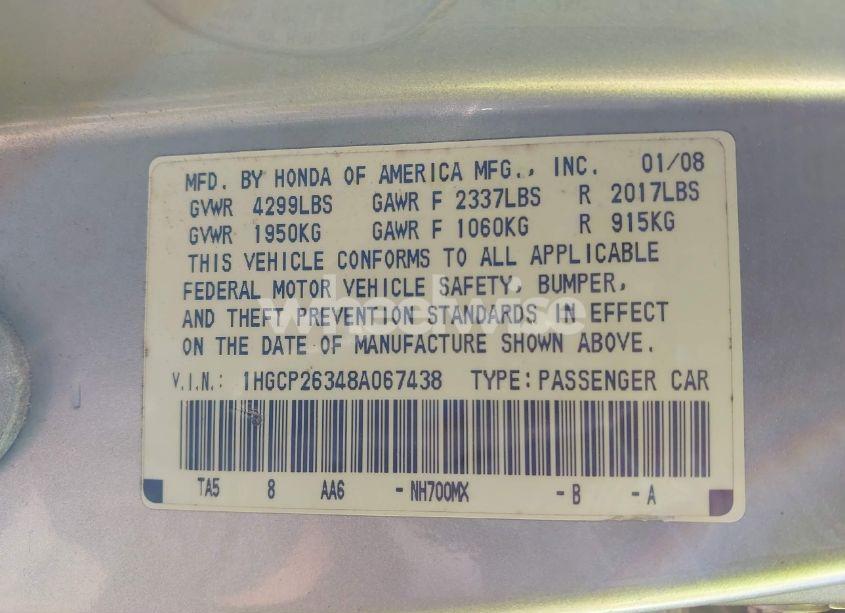 MFD. BY HONDA OF AMERICA MFG., INC. 01/08
GVWR 4299LBS GAWR F 2337LBS R 2017LBS
GVWR 1950KG GAWR F 1060KG R 915KG
THIS VEHICLE CONFORMS TO ALL APPLICABLE
FEDERAL MOTOR VEHICLE SAFETY, BUMPER,
AND THEFT PREVENTION STANDARDS IN EFFECT
ON THE DATE OF MANUFACTURE SHOWN ABOVE.
V.I.N.: 1HGCP26348A067438 TYPE: PASSENGER CAR
TA5 8 AA6 - NH700MX - B - A
wheelwise